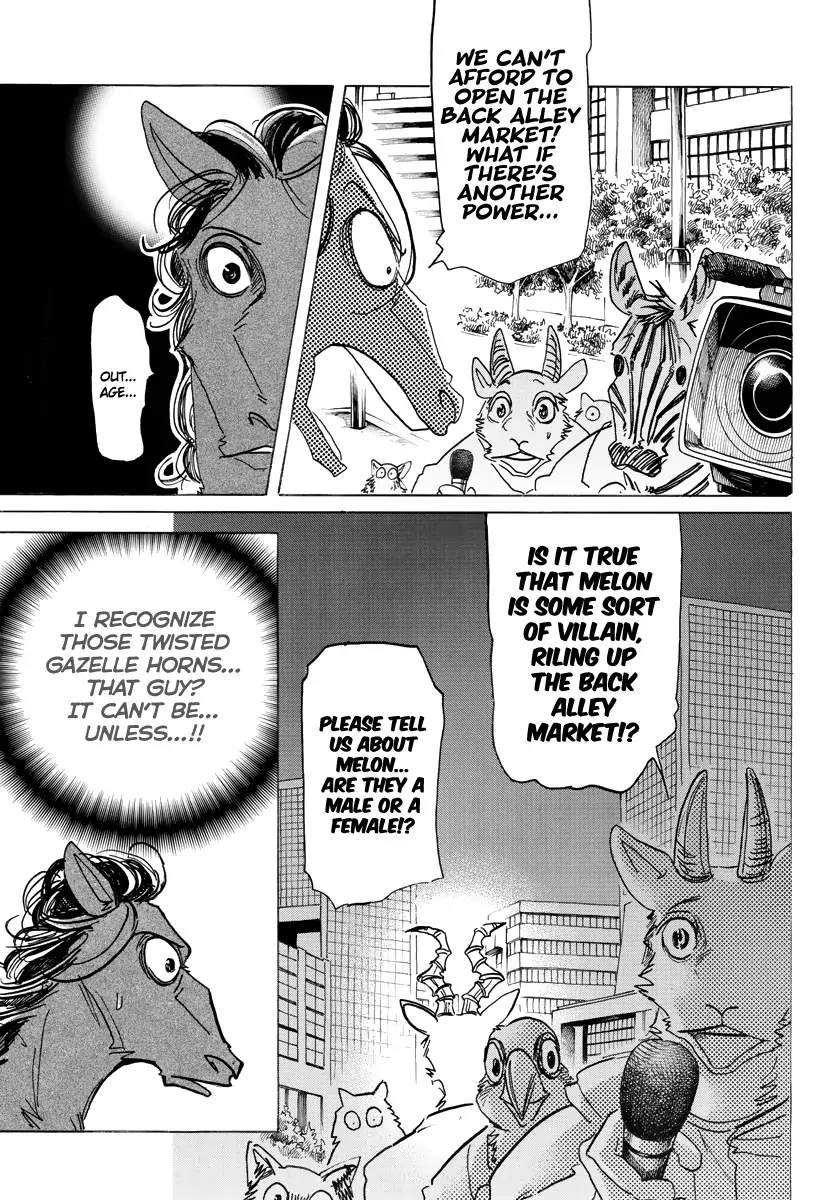 WE CAN'T
AFFORD TO
OPEN THE
BACK ALLEY
MARKET!
WHAT IF
THERE'S
ANOTHER
POWER...
OUT...
AGE...
IS IT TRUE
THAT MELON
IS SOME SORT
OF VILLAIN,
RILING UP
THE BACK
ALLEY
MARKET!?
PLEASE TELL
US ABOUT
MELON...
ARE THEY A
MALE OR A
FEMALE!?
I RECOGNIZE
THOSE TWISTED
GAZELLE HORNS...
THAT GUY?
IT CAN'T BE...
UNLESS...!!